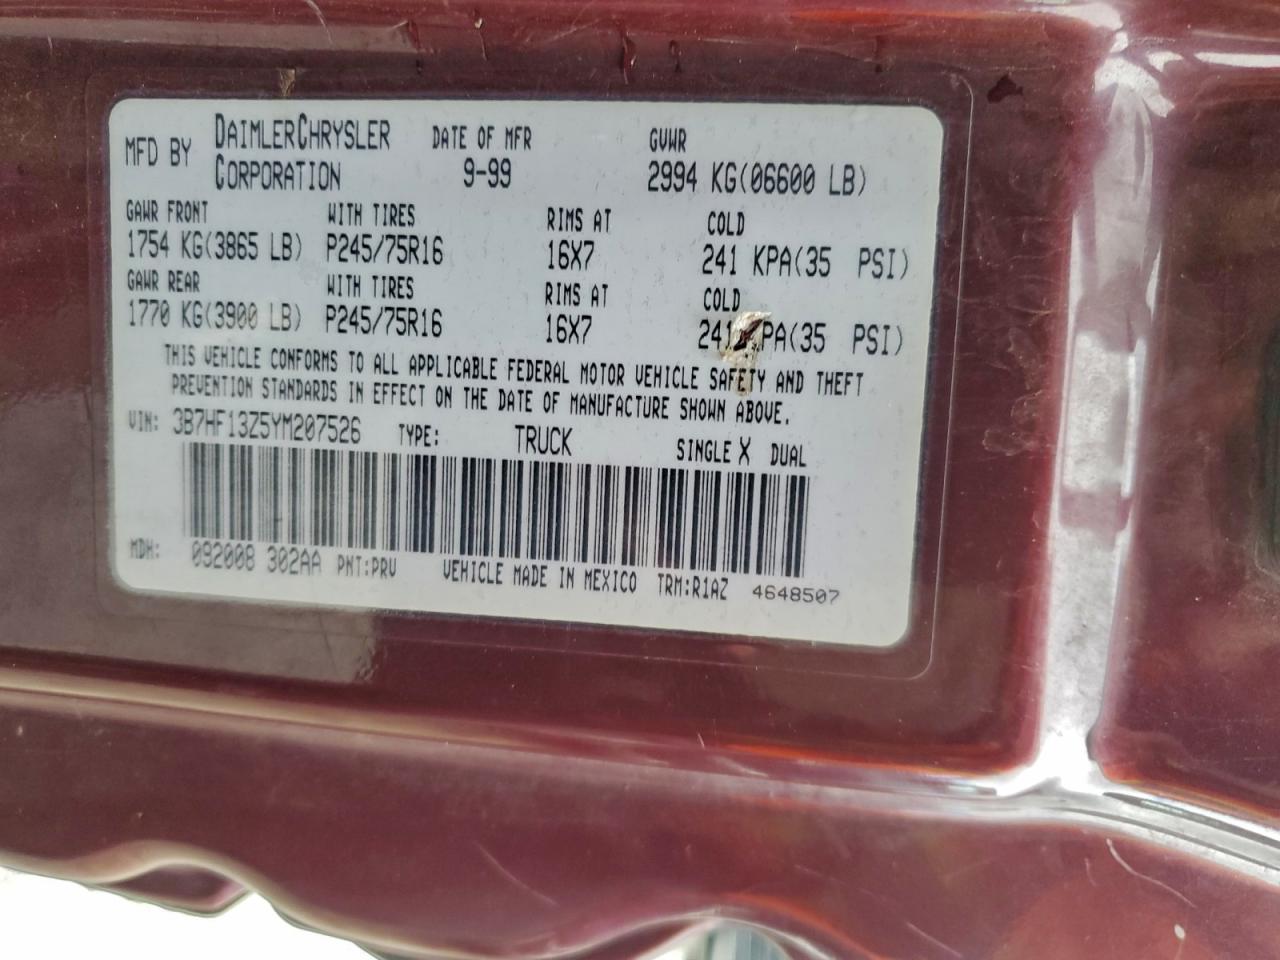 MFD BY DAIMLERCHRYSLER CORPORATION DATE OF MFR 9-99 GVWR 2994 KG(06600 LB)
GAWR FRONT WITH TIRES RIMS AT COLD
1754 KG(3865 LB) P245/75R16 16X7 241 KPA(35 PSI)
GAWR REAR WITH TIRES RIMS AT COLD
1770 KG(3900 LB) P245/75R16 16X7 241 KPA(35 PSI)
THIS VEHICLE CONFORMS TO ALL APPLICABLE FEDERAL MOTOR VEHICLE SAFETY AND THEFT
PREVENTION STANDARDS IN EFFECT ON THE DATE OF MANUFACTURE SHOWN ABOVE.
VIN: 3B7HF13Z5YM207526 TYPE: TRUCK SINGLE X DUAL
MDH: 092008 302AA PNT:PRV VEHICLE MADE IN MEXICO TRM:R1AZ 4648507